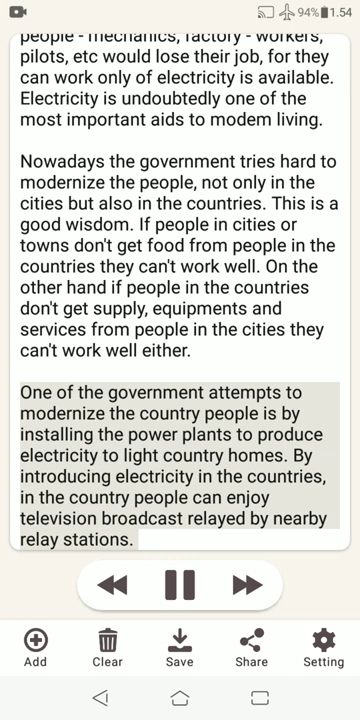 94% 1.54
people - mechanics, factory - workers,
pilots, etc would lose their job, for they
can work only of electricity is available.
Electricity is undoubtedly one of the
most important aids to modem living.
Nowadays the government tries hard to
modernize the people, not only in the
cities but also in the countries. This is a
good wisdom. If people in cities or
towns don't get food from people in the
countries they can't work well. On the
other hand if people in the countries
don't get supply, equipments and
services from people in the cities they
can't work well either.
One of the government attempts to
modernize the country people is by
installing the power plants to produce
electricity to light country homes. By
introducing electricity in the countries,
in the country people can enjoy
television broadcast relayed by nearby
relay stations.
Add Clear Save Share Setting